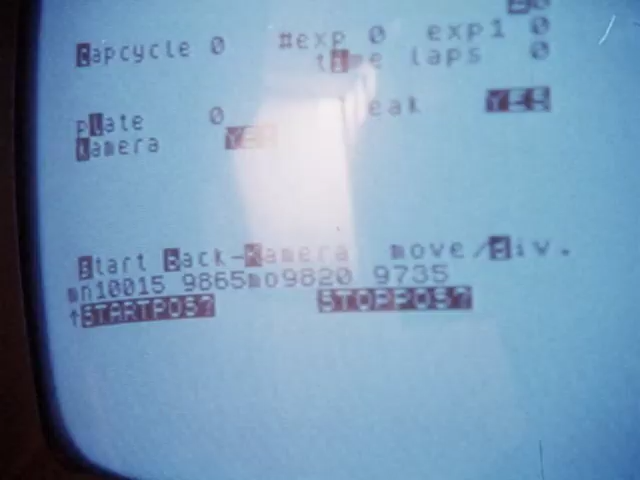 Capcycle 0 #exp 0 exp1 0
time laps 0
plate 0 eak YES
Kamera YES
Start Back-Kamera move/div.
mn10015 9865mo9820 9735
↑STARTPOS? STOPPOS?